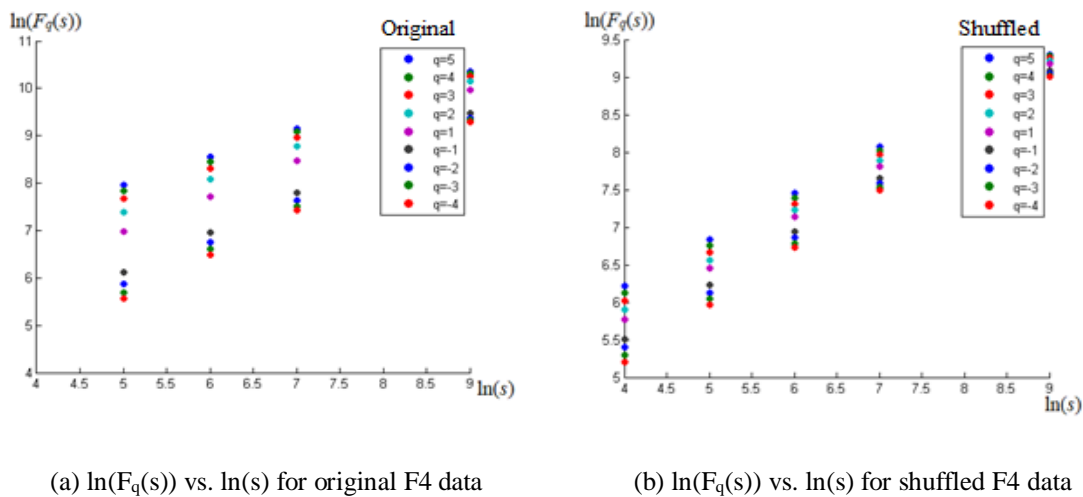 ln(Fq(s))
Original
11
10
9
8
7
6
5
4
4 4.5 5 5.5 6 6.5 7 7.5 8 8.5 9
ln(s)
q=5
q=4
q=3
q=2
q=1
q=-1
q=-2
q=-3
q=-4
(a) ln(Fq(s)) vs. ln(s) for original F4 data
ln(Fq(s))
Shuffled
9.5
9
8.5
8
7.5
7
6.5
6
5.5
5
4 4.5 5 5.5 6 6.5 7 7.5 8 8.5 9
ln(s)
q=5
q=4
q=3
q=2
q=1
q=-1
q=-2
q=-3
q=-4
(b) ln(Fq(s)) vs. ln(s) for shuffled F4 data